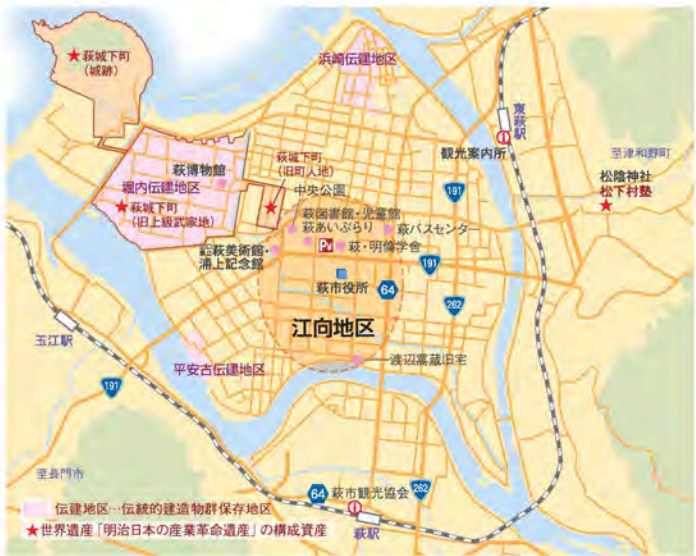 ★萩城下町
(城跡)
浜崎伝建地区
東萩駅
観光案内所
至津和野町
松陰神社
松下村塾
★
萩博物館
堀内伝建地区
★萩城下町
(旧上級武家地)
萩城下町
(旧町人地)
★
中央公園
191
萩図書館・児童館
萩あいぶらり
萩バスセンター
P
萩・明倫学舎
萩美術館・
浦上記念館
191
萩市役所
64
262
江向地区
玉江駅
渡辺蒿蔵旧宅
平安古伝建地区
191
至長門市
64
萩市観光協会
262
伝建地区…伝統的建造物群保存地区
★世界遺産「明治日本の産業革命遺産」の構成資産
萩駅